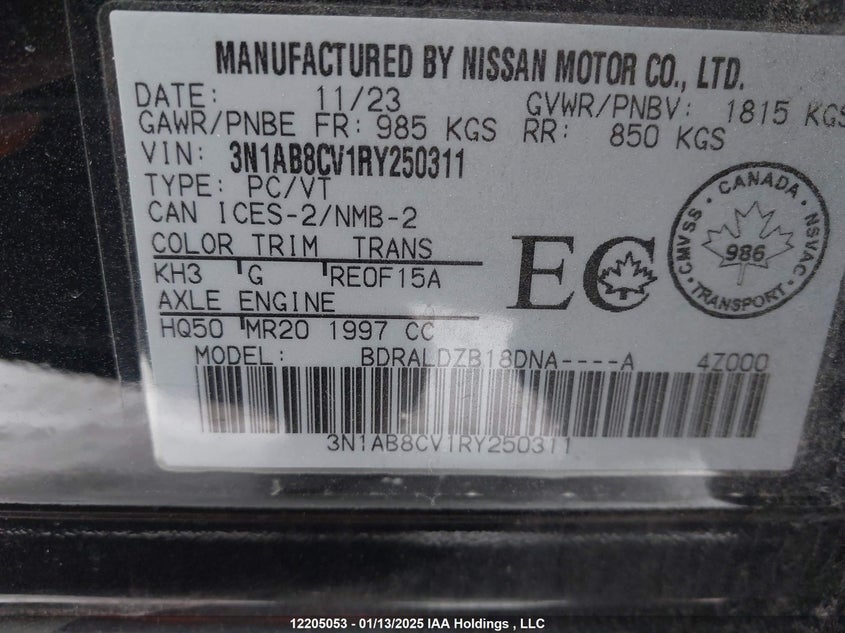 MANUFACTURED BY NISSAN MOTOR CO., LTD.
DATE: 11/23 GVWR/PNBV: 1815 KGS
GAWR/PNBE FR: 985 KGS RR: 850 KGS
VIN: 3N1AB8CV1RY250311
TYPE: PC/VT
CAN ICES-2/NMB-2
COLOR TRIM TRANS
KH3 G RE0F15A
AXLE ENGINE
HQ50 MR20 1997 CC
EC
CANADA
CMVSS 986 NSVAC
TRANSPORT
MODEL: BDRALDZB18DNA----A 4Z000
3N1AB8CV1RY250311
12205053 - 01/13/2025 IAA Holdings , LLC